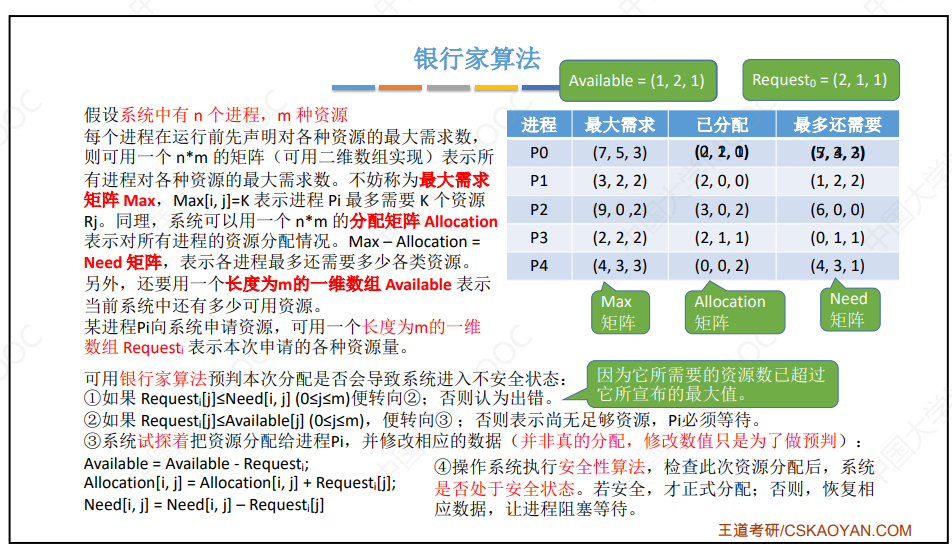 银行家算法
Available = (1, 2, 1)
Request₀ = (2, 1, 1)
假设系统中有 n 个进程，m 种资源
每个进程在运行前先声明对各种资源的最大需求数，
则可用一个 n*m 的矩阵（可用二维数组实现）表示所
有进程对各种资源的最大需求数。不妨称为最大需求
矩阵 Max，Max[i, j]=K 表示进程 Pi 最多需要 K 个资源
Rj。同理，系统可以用一个 n*m 的分配矩阵 Allocation
表示对所有进程的资源分配情况。Max – Allocation =
Need 矩阵，表示各进程最多还需要多少各类资源。
另外，还要用一个长度为m的一维数组 Available 表示
当前系统中还有多少可用资源。
某进程Pi向系统申请资源，可用一个长度为m的一维
数组 Requestᵢ 表示本次申请的各种资源量。
进程 最大需求 已分配 最多还需要
P0 (7, 5, 3)
P1 (3, 2, 2) (2, 0, 0) (1, 2, 2)
P2 (9, 0 ,2) (3, 0, 2) (6, 0, 0)
P3 (2, 2, 2) (2, 1, 1) (0, 1, 1)
P4 (4, 3, 3) (0, 0, 2) (4, 3, 1)
Max
矩阵
Allocation
矩阵
Need
矩阵
可用银行家算法预判本次分配是否会导致系统进入不安全状态：
①如果 Requestᵢ[j]≤Need[i, j] (0≤j≤m)便转向②；否则认为出错。
因为它所需要的资源数已超过
它所宣布的最大值。
②如果 Requestᵢ[j]≤Available[j] (0≤j≤m)，便转向③；否则表示尚无足够资源，Pi必须等待。
③系统试探着把资源分配给进程Pi，并修改相应的数据（并非真的分配，修改数值只是为了做预判）：
Available = Available - Requestᵢ;
Allocation[i, j] = Allocation[i, j] + Requestᵢ[j];
Need[i, j] = Need[i, j] – Requestᵢ[j]
④操作系统执行安全性算法，检查此次资源分配后，系统
是否处于安全状态。若安全，才正式分配；否则，恢复相
应数据，让进程阻塞等待。
王道考研/CSKAOYAN.COM